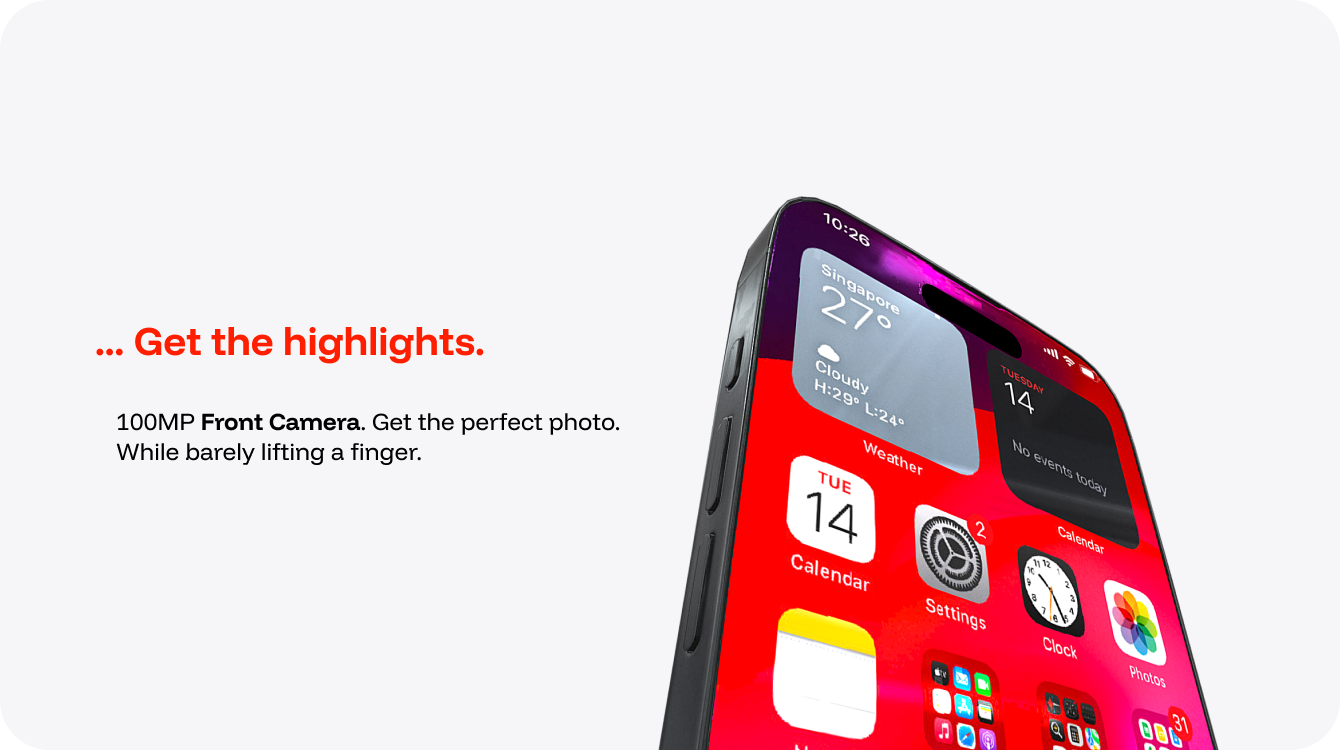 ... Get the highlights.
100MP Front Camera. Get the perfect photo.
While barely lifting a finger.
10:26
Singapore
27°
Cloudy
H:29° L:24°
Weather
TUESDAY
14
No events today
Calendar
TUE
14
Calendar
2
Settings
Clock
Photos
31